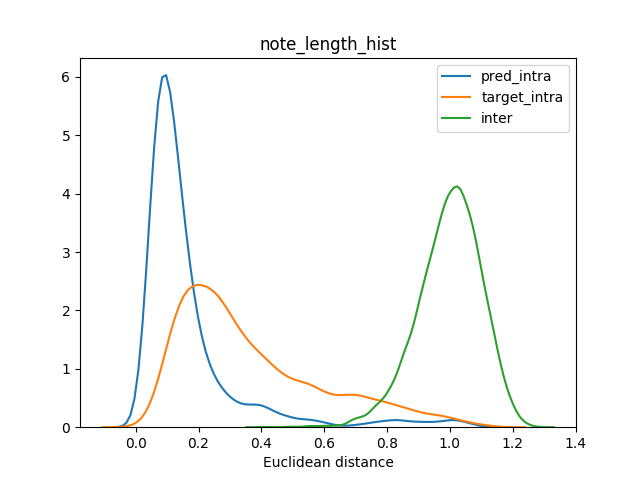 note_length_hist
pred_intra
target_intra
inter
6
5
4
3
2
1
0
0.0 0.2 0.4 0.6 0.8 1.0 1.2 1.4
Euclidean distance